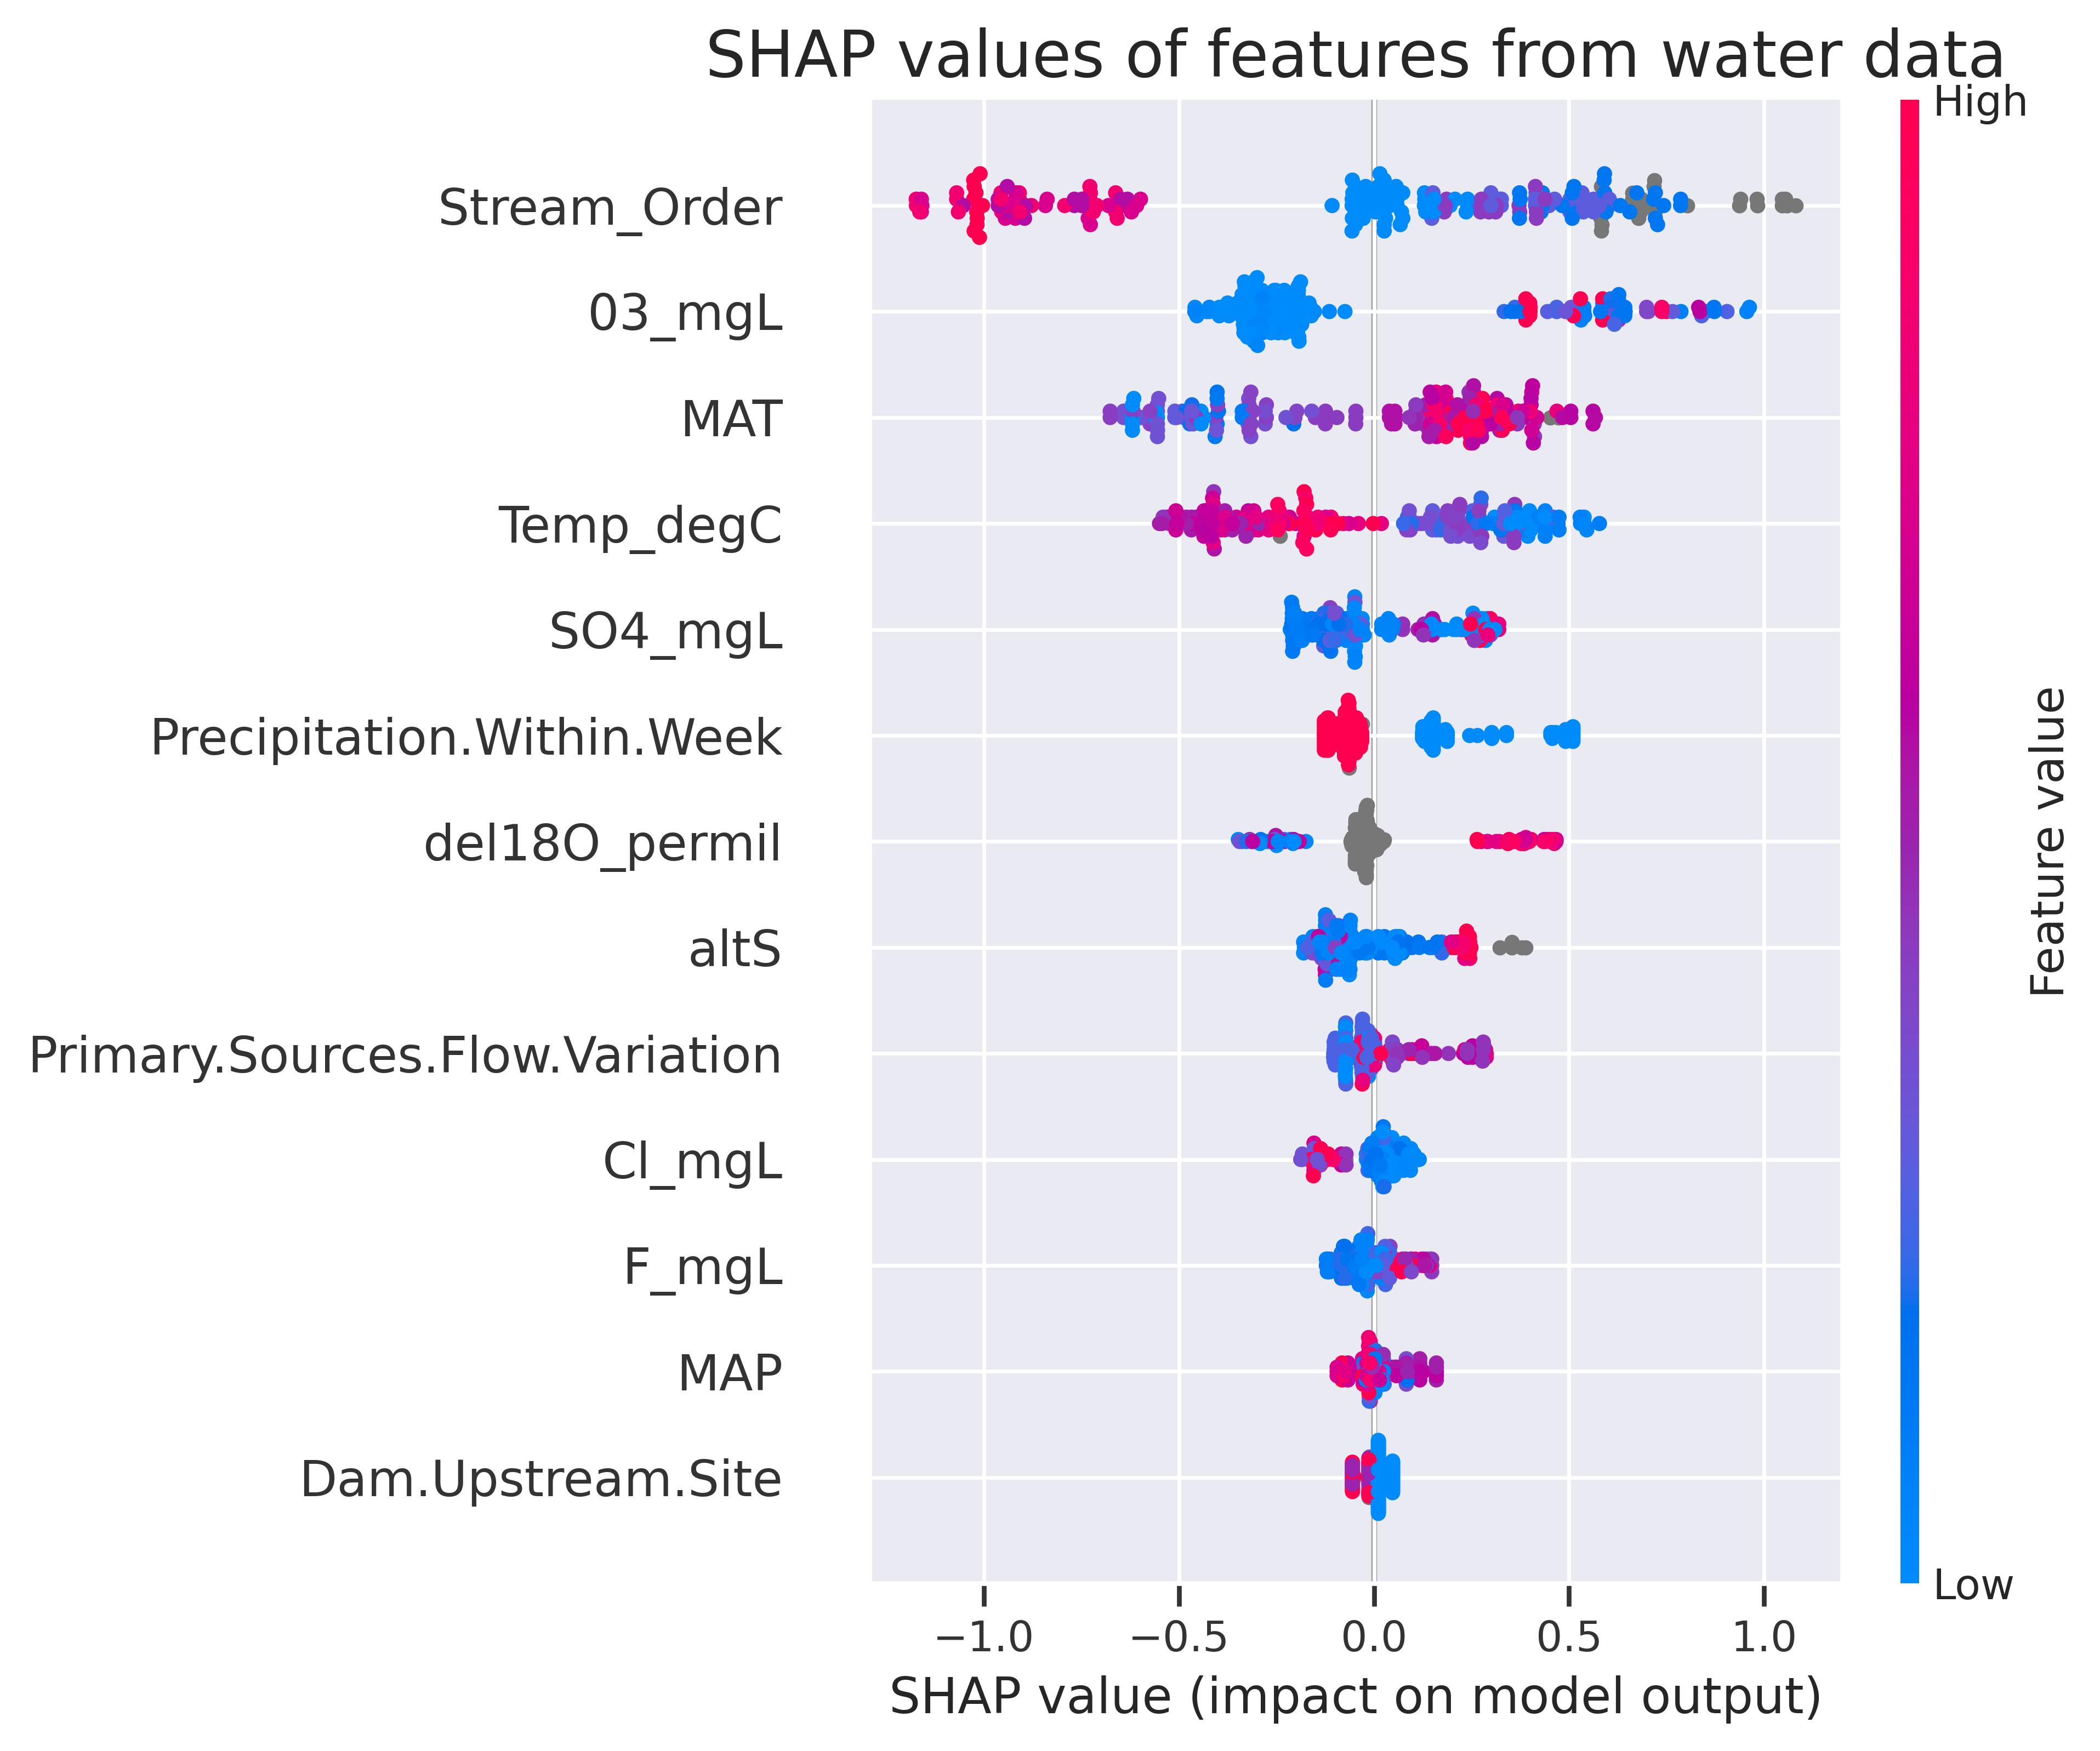 SHAP values of features from water data
High
Stream_Order
03_mgL
MAT
Temp_degC
SO4_mgL
Precipitation.Within.Week
del18O_permil
altS
Primary.Sources.Flow.Variation
Cl_mgL
F_mgL
MAP
Dam.Upstream.Site
Feature value
Low
−1.0 −0.5 0.0 0.5 1.0
SHAP value (impact on model output)